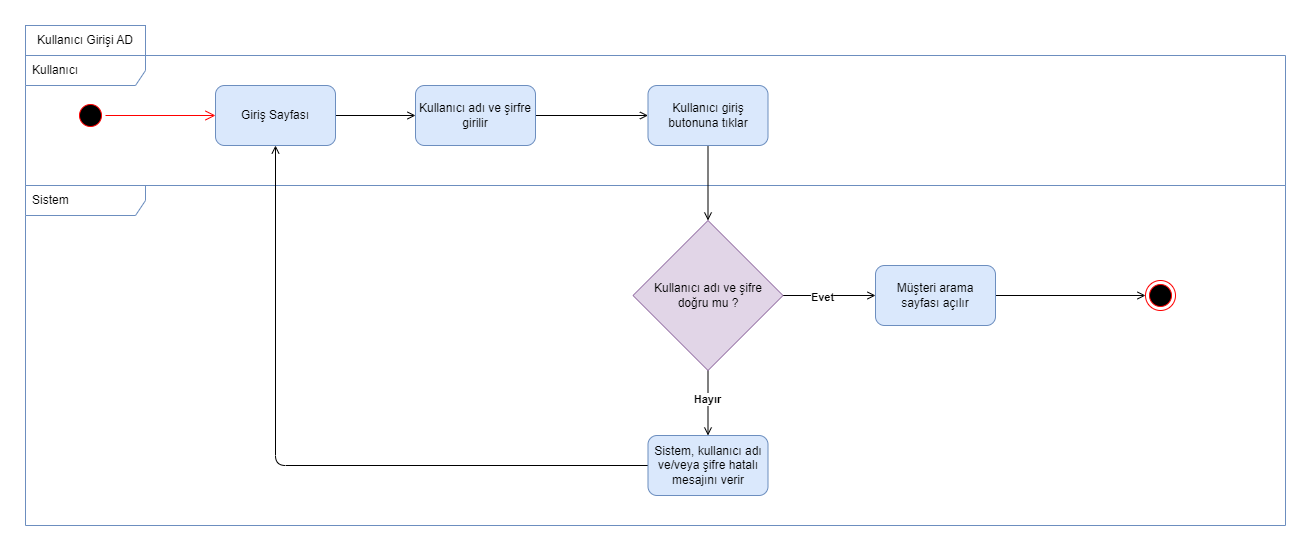 Kullanıcı Girişi AD
Kullanıcı
Giriş Sayfası
Kullanıcı adı ve şirfre
girilir
Kullanıcı giriş
butonuna tıklar
Sistem
Kullanıcı adı ve şifre
doğru mu ?
Evet
Müşteri arama
sayfası açılır
Hayır
Sistem, kullanıcı adı
ve/veya şifre hatalı
mesajını verir